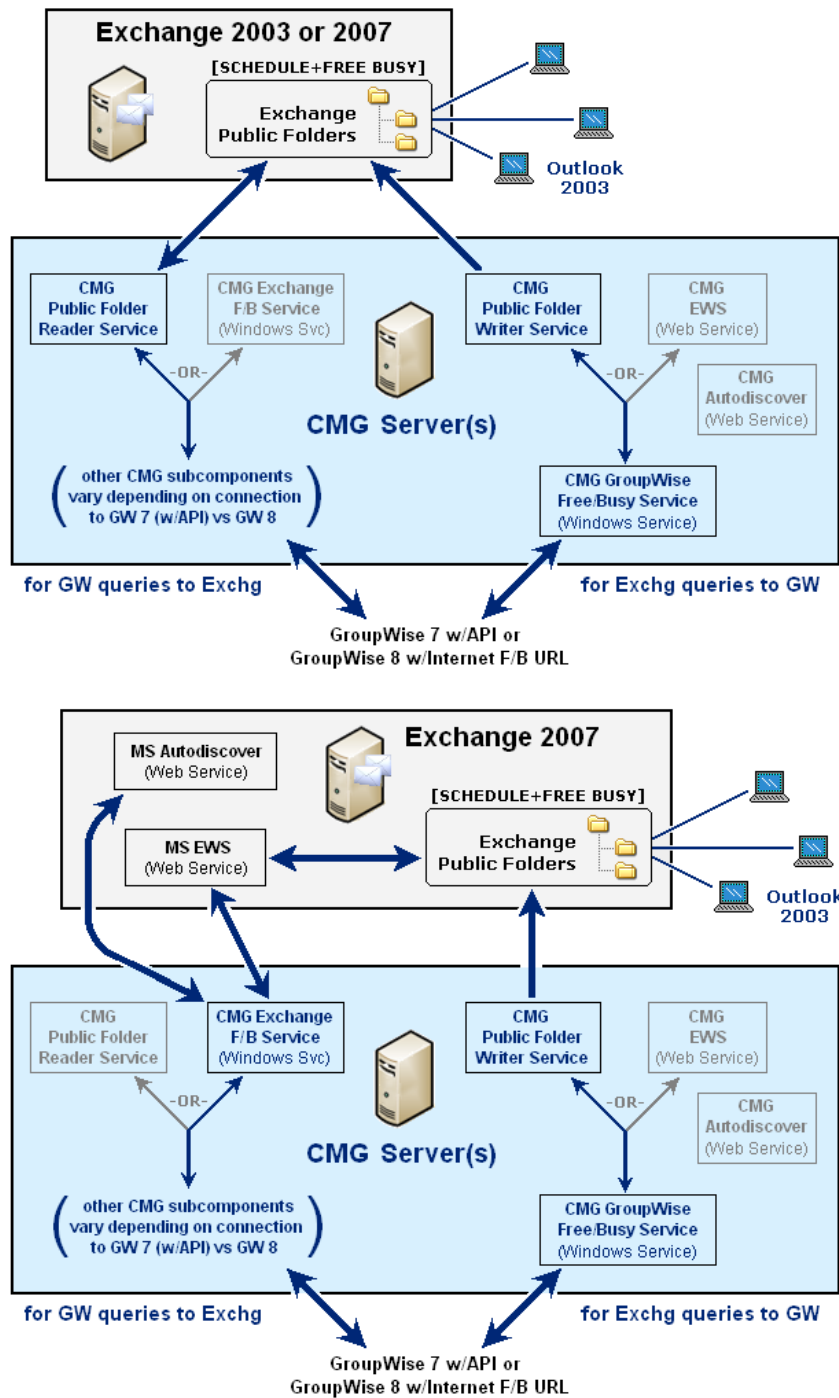 Exchange 2003 or 2007
[SCHEDULE+FREE BUSY]
Exchange
Public Folders
Outlook
2003
CMG
Public Folder
Reader Service
CMG Exchange
F/B Service
(Windows Svc)
CMG
Public Folder
Writer Service
CMG
EWS
(Web Service)
-OR-
-OR-
CMG
Autodiscover
(Web Service)
CMG Server(s)
(other CMG subcomponents
vary depending on connection
to GW 7 (w/API) vs GW 8)
CMG GroupWise
Free/Busy Service
(Windows Service)
for GW queries to Exchg
for Exchg queries to GW
GroupWise 7 w/API or
GroupWise 8 w/Internet F/B URL
Exchange 2007
MS Autodiscover
(Web Service)
[SCHEDULE+FREE BUSY]
MS EWS
(Web Service)
Exchange
Public Folders
Outlook
2003
CMG
Public Folder
Reader Service
CMG Exchange
F/B Service
(Windows Svc)
CMG
Public Folder
Writer Service
CMG
EWS
(Web Service)
-OR-
-OR-
CMG
Autodiscover
(Web Service)
CMG Server(s)
(other CMG subcomponents
vary depending on connection
to GW 7 (w/API) vs GW 8)
CMG GroupWise
Free/Busy Service
(Windows Service)
for GW queries to Exchg
for Exchg queries to GW
GroupWise 7 w/API or
GroupWise 8 w/Internet F/B URL